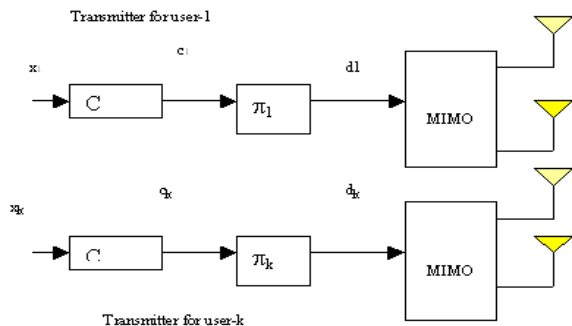 Transmitter for user-1
x₁
c₁
d1
C
π₁
MIMO
xₖ
cₖ
dₖ
C
πₖ
MIMO
Transmitter for user-k